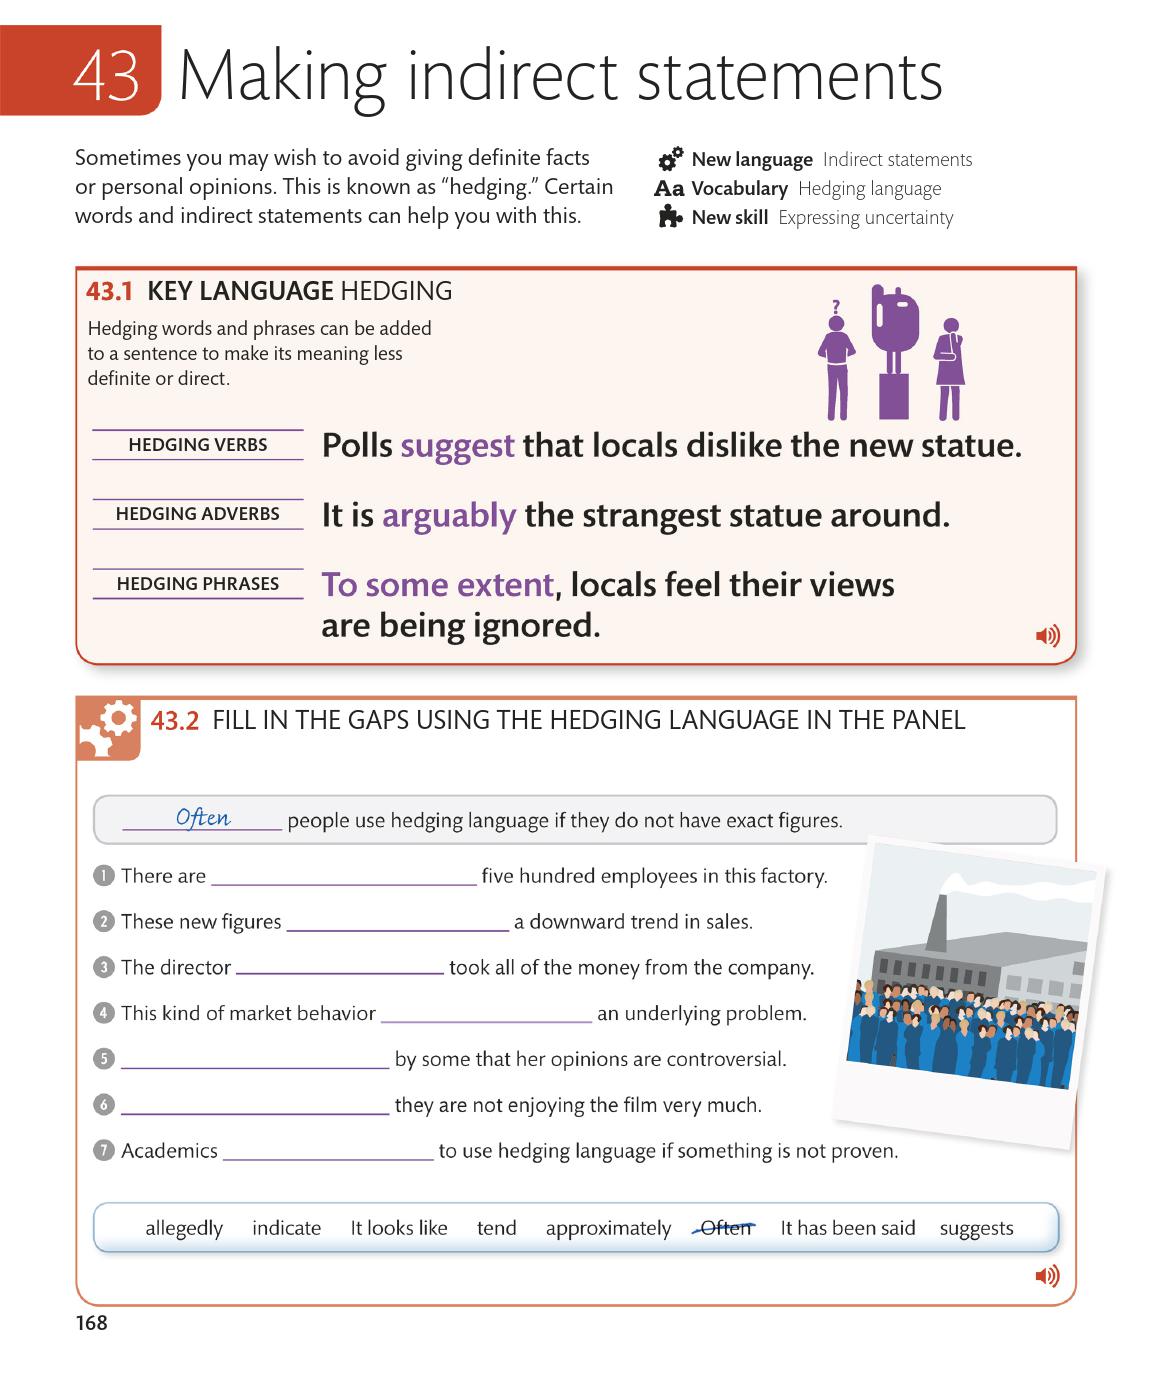 43 Making indirect statements
Sometimes you may wish to avoid giving definite facts
or personal opinions. This is known as “hedging.” Certain
words and indirect statements can help you with this.
New language Indirect statements
Aa Vocabulary Hedging language
New skill Expressing uncertainty
43.1 KEY LANGUAGE HEDGING
Hedging words and phrases can be added
to a sentence to make its meaning less
definite or direct.
?
HEDGING VERBS Polls suggest that locals dislike the new statue.
HEDGING ADVERBS It is arguably the strangest statue around.
HEDGING PHRASES To some extent, locals feel their views
are being ignored.
43.2 FILL IN THE GAPS USING THE HEDGING LANGUAGE IN THE PANEL
Often people use hedging language if they do not have exact figures.
1 There are ____ five hundred employees in this factory.
2 These new figures ____ a downward trend in sales.
3 The director ____ took all of the money from the company.
4 This kind of market behavior ____ an underlying problem.
5 ____ by some that her opinions are controversial.
6 ____ they are not enjoying the film very much.
7 Academics ____ to use hedging language if something is not proven.
allegedly indicate It looks like tend approximately Often It has been said suggests
168